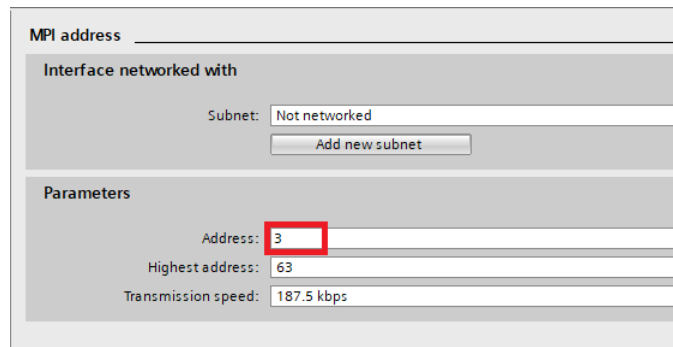 MPI address
Interface networked with
Subnet: Not networked
Add new subnet
Parameters
Address: 3
Highest address: 63
Transmission speed: 187.5 kbps